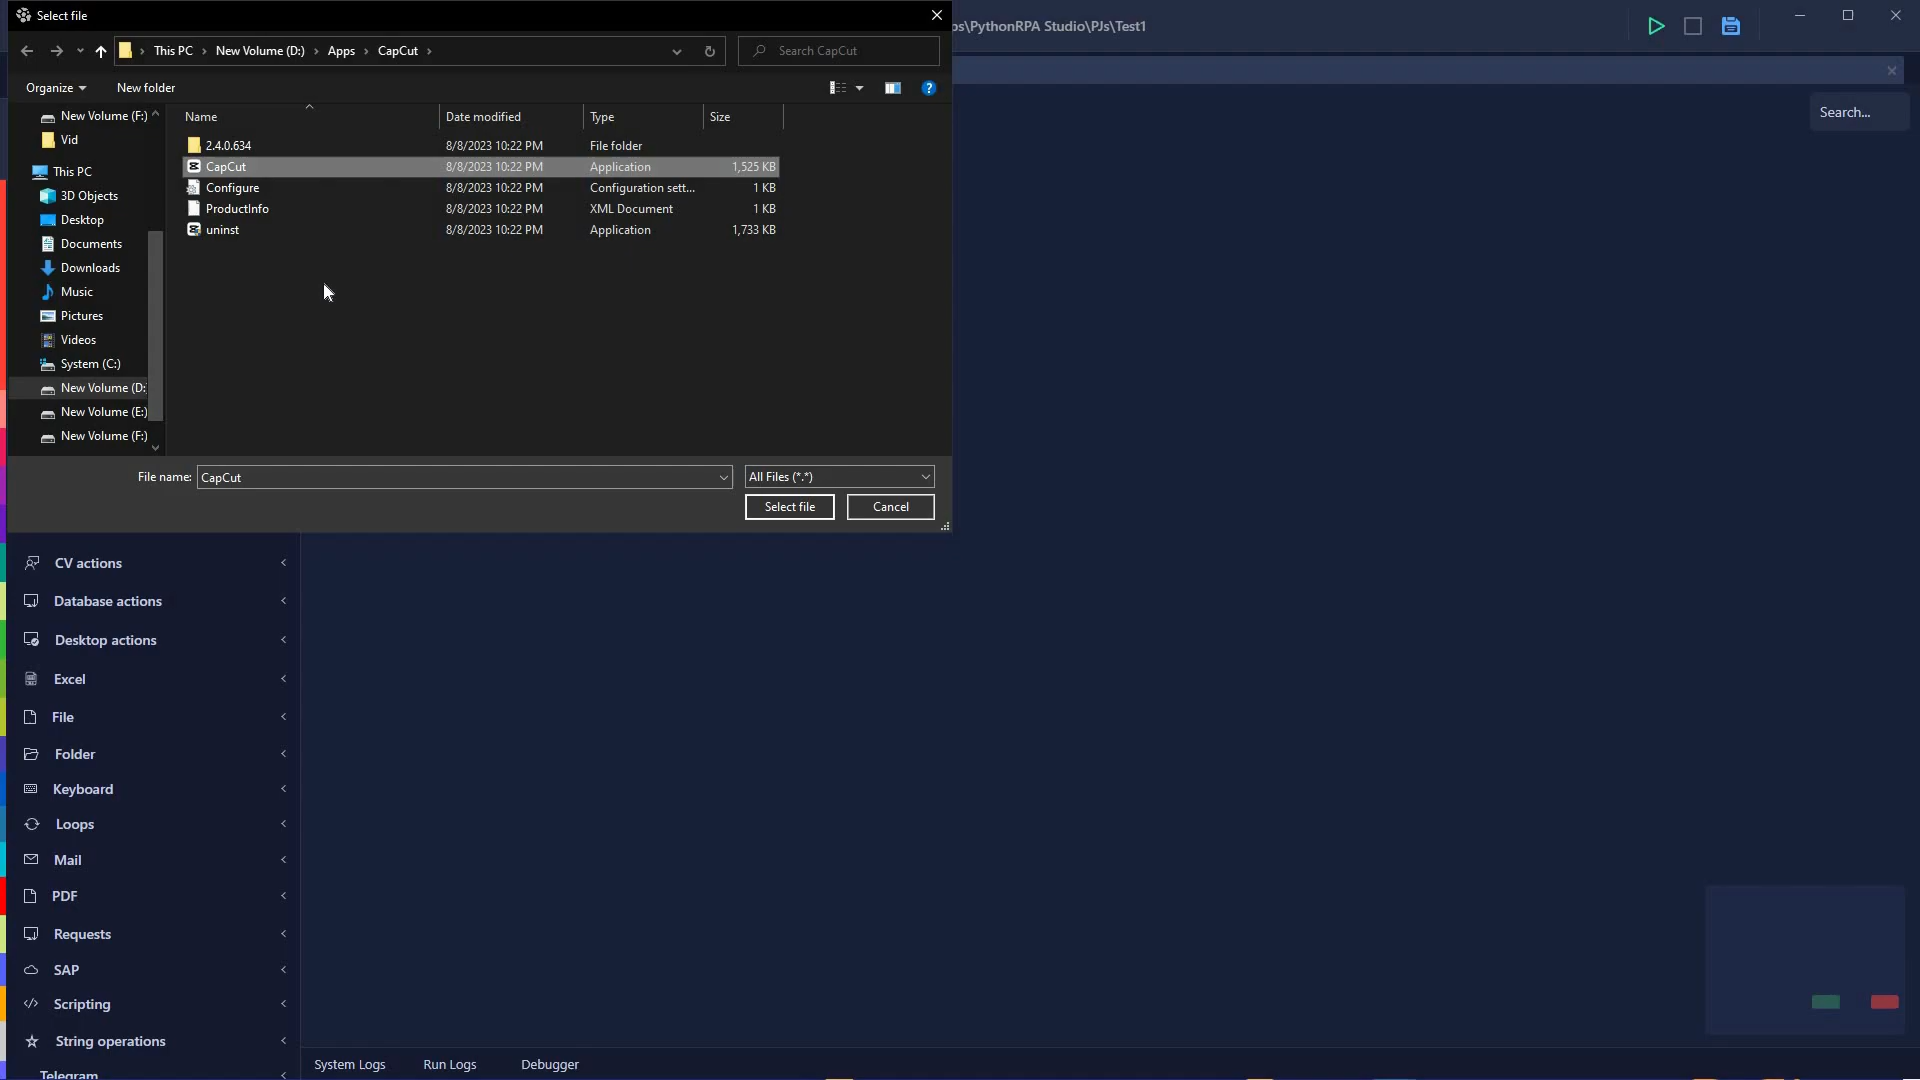 Select file
ps\PythonRPA Studio\PJs\Test1
This PC
New Volume (D:)
Apps
CapCut
Search CapCut
Organize
New folder
Search...
New Volume (F:)
Vid
This PC
3D Objects
Desktop
Documents
Downloads
Music
Pictures
Videos
System (C:)
New Volume (D:
New Volume (E:)
New Volume (F:)
Name Date modified Type Size
2.4.0.634 8/8/2023 10:22 PM File folder
CapCut 8/8/2023 10:22 PM Application 1,525 KB
Configure 8/8/2023 10:22 PM Configuration sett... 1 KB
ProductInfo 8/8/2023 10:22 PM XML Document 1 KB
uninst 8/8/2023 10:22 PM Application 1,733 KB
File name: CapCut All Files (*.*)
Select file Cancel
CV actions
Database actions
Desktop actions
Excel
File
Folder
Keyboard
Loops
Mail
PDF
Requests
SAP
Scripting
String operations
Telegram
System Logs Run Logs Debugger